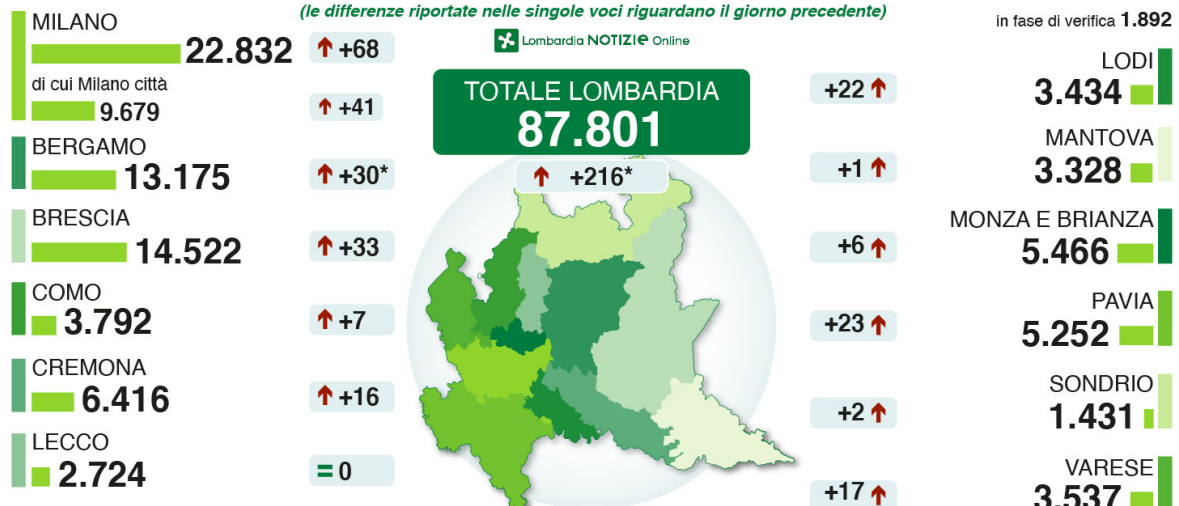 (le differenze riportate nelle singole voci riguardano il giorno precedente)
Lombardia NOTIZIE Online
in fase di verifica 1.892
TOTALE LOMBARDIA
87.801
+216*
MILANO
22.832
+68
di cui Milano città
9.679
+41
BERGAMO
13.175
+30*
BRESCIA
14.522
+33
COMO
3.792
+7
CREMONA
6.416
+16
LECCO
2.724
= 0
LODI
+22
3.434
MANTOVA
+1
3.328
MONZA E BRIANZA
+6
5.466
PAVIA
+23
5.252
SONDRIO
+2
1.431
VARESE
+17
3.537